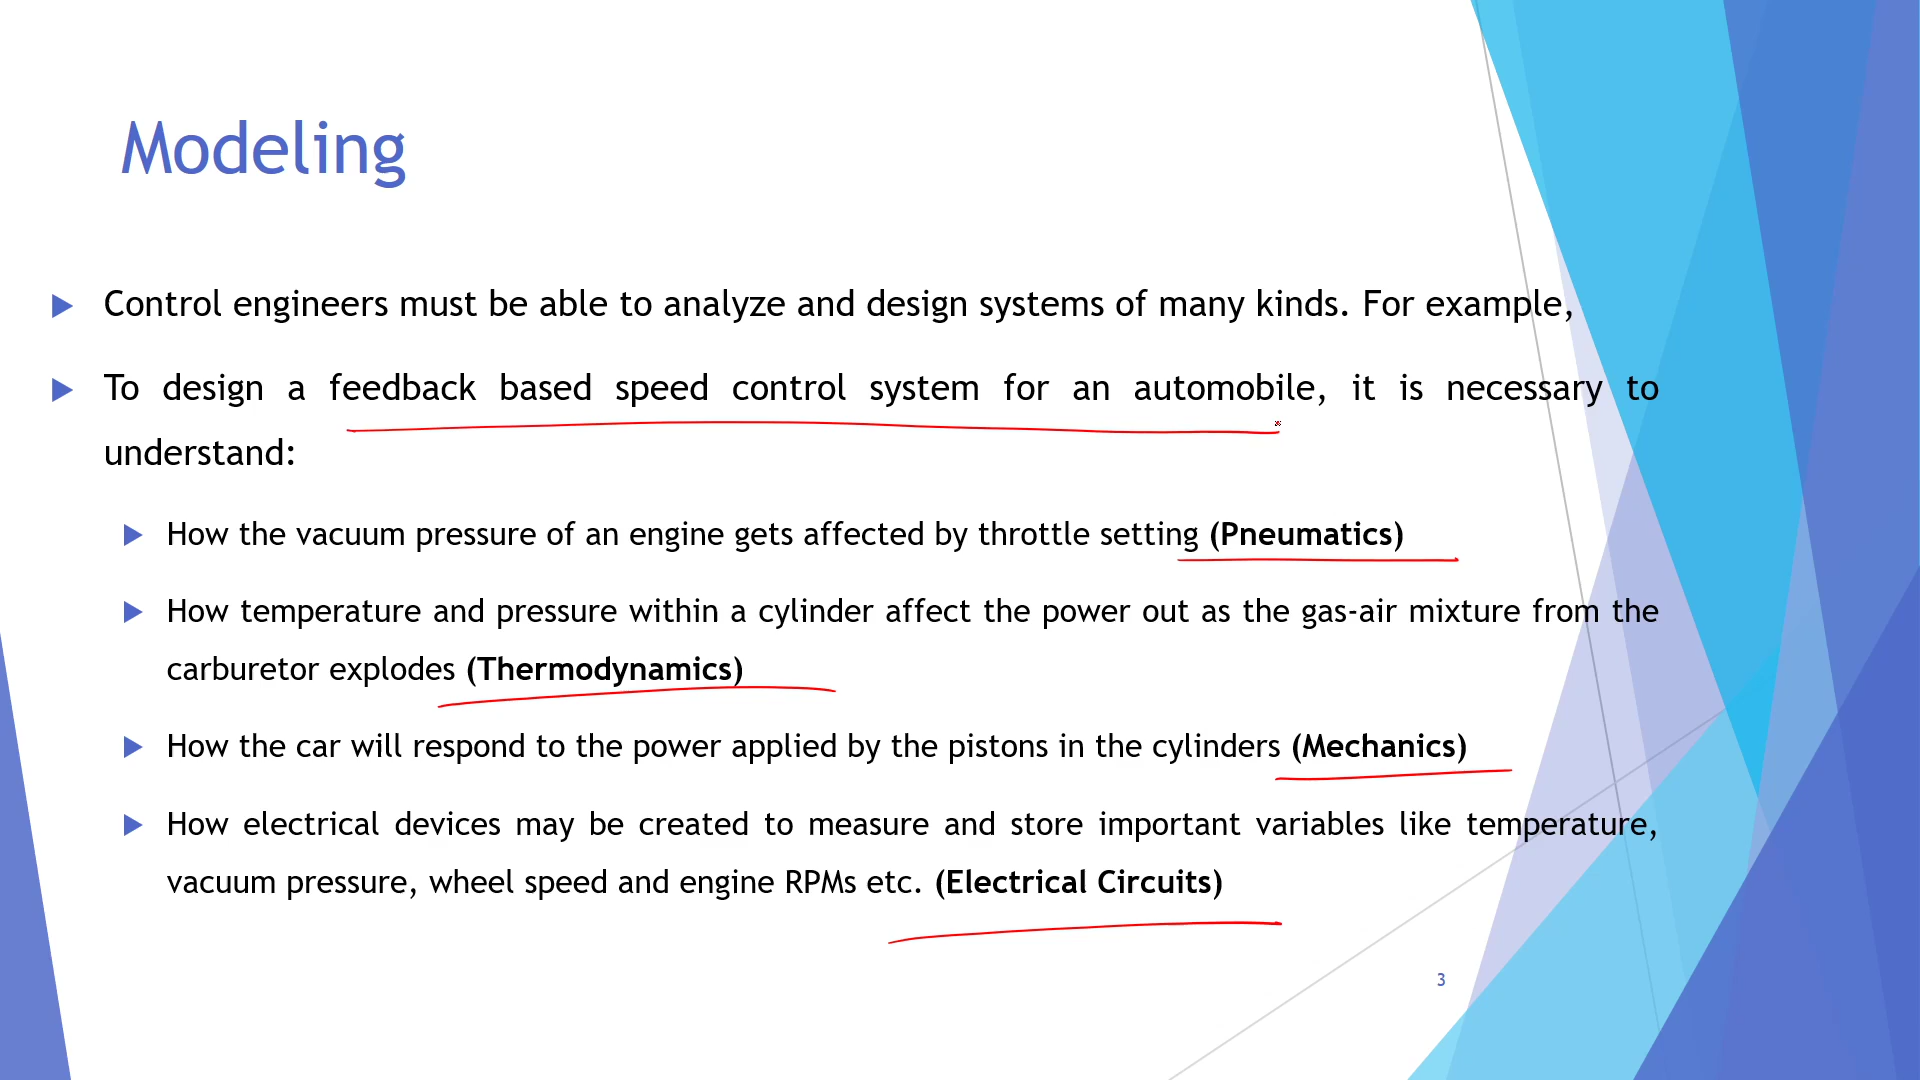 Modeling
Control engineers must be able to analyze and design systems of many kinds. For example,
To design a feedback based speed control system for an automobile, it is necessary to
understand:
How the vacuum pressure of an engine gets affected by throttle setting (Pneumatics)
How temperature and pressure within a cylinder affect the power out as the gas-air mixture from the
carburetor explodes (Thermodynamics)
How the car will respond to the power applied by the pistons in the cylinders (Mechanics)
How electrical devices may be created to measure and store important variables like temperature,
vacuum pressure, wheel speed and engine RPMs etc. (Electrical Circuits)
3